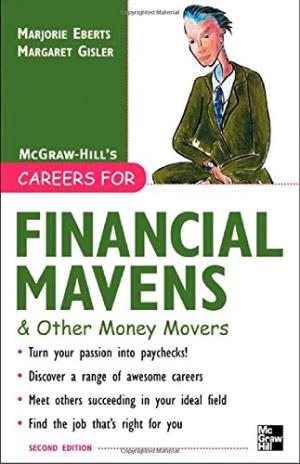 MARJORIE EBERTS
MARGARET GISLER
MCGRAW-HILL'S
CAREERS FOR
FINANCIAL
MAVENS
& Other Money Movers
• Turn your passion into paychecks!
• Discover a range of awesome careers
• Meet others succeeding in your ideal field
• Find the job that's right for you
SECOND EDITION
Mc
Graw
Hill